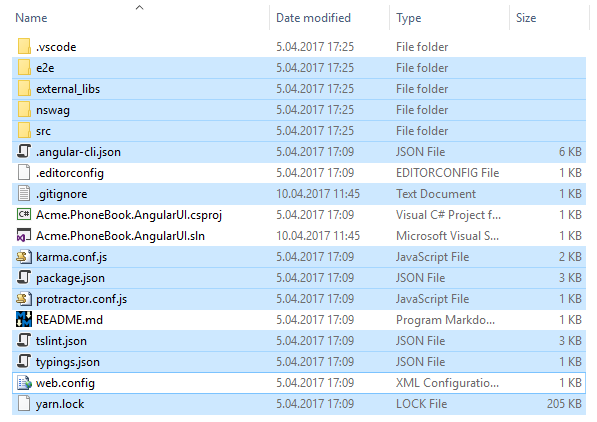 Name Date modified Type Size
.vscode 5.04.2017 17:25 File folder
e2e 5.04.2017 17:25 File folder
external_libs 5.04.2017 17:25 File folder
nswag 5.04.2017 17:25 File folder
src 5.04.2017 17:25 File folder
.angular-cli.json 5.04.2017 17:09 JSON File 6 KB
.editorconfig 5.04.2017 17:09 EDITORCONFIG File 1 KB
.gitignore 10.04.2017 11:45 Text Document 1 KB
Acme.PhoneBook.AngularUI.csproj 5.04.2017 17:09 Visual C# Project f... 1 KB
Acme.PhoneBook.AngularUI.sln 10.04.2017 11:45 Microsoft Visual S... 1 KB
karma.conf.js 5.04.2017 17:09 JavaScript File 2 KB
package.json 5.04.2017 17:09 JSON File 3 KB
protractor.conf.js 5.04.2017 17:09 JavaScript File 1 KB
README.md 5.04.2017 17:09 Program Markdo... 1 KB
tslint.json 5.04.2017 17:09 JSON File 3 KB
typings.json 5.04.2017 17:09 JSON File 1 KB
web.config 5.04.2017 17:09 XML Configuratio... 1 KB
yarn.lock 5.04.2017 17:09 LOCK File 205 KB